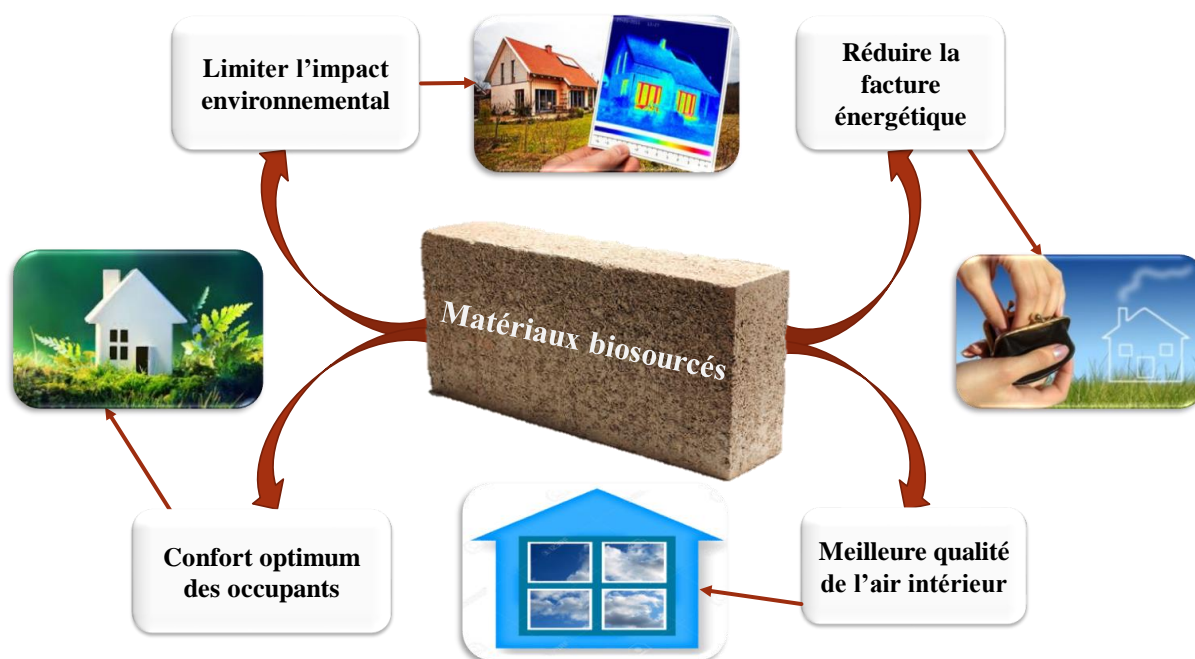 Limiter l’impact
environnemental
Réduire la
facture
énergétique
Matériaux biosourcés
Confort optimum
des occupants
Meilleure qualité
de l’air intérieur